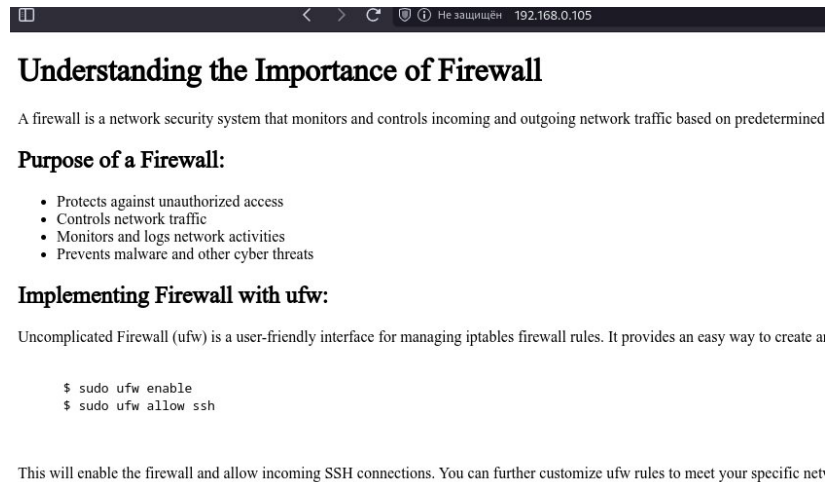 Не защищён 192.168.0.105
Understanding the Importance of Firewall
A firewall is a network security system that monitors and controls incoming and outgoing network traffic based on predetermined
Purpose of a Firewall:
• Protects against unauthorized access
• Controls network traffic
• Monitors and logs network activities
• Prevents malware and other cyber threats
Implementing Firewall with ufw:
Uncomplicated Firewall (ufw) is a user-friendly interface for managing iptables firewall rules. It provides an easy way to create
$ sudo ufw enable
$ sudo ufw allow ssh
This will enable the firewall and allow incoming SSH connections. You can further customize ufw rules to meet your specific